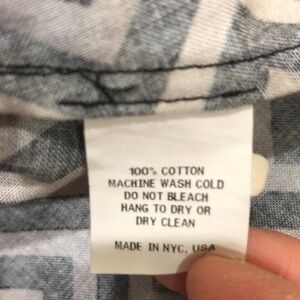 100% COTTON
MACHINE WASH COLD
DO NOT BLEACH
HANG TO DRY OR
DRY CLEAN
MADE IN NYC, USA